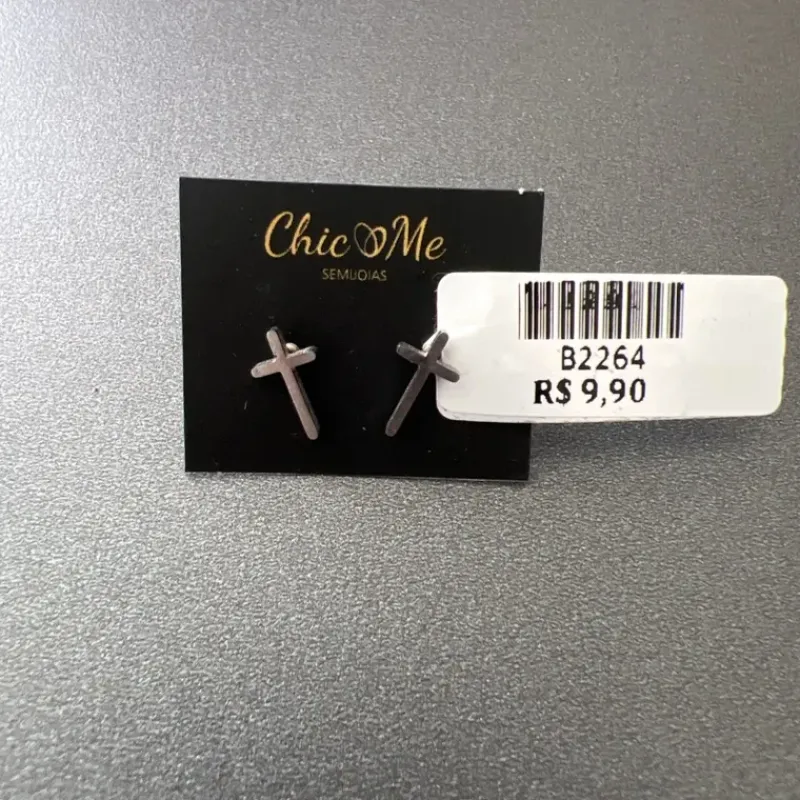 Chic Me
SEMIJOIAS
B2264
R$ 9,90